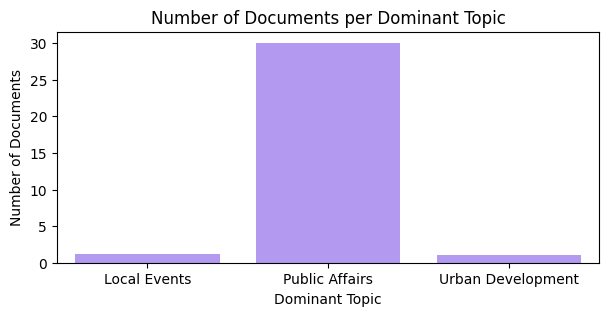 Number of Documents per Dominant Topic
Number of Documents
30
25
20
15
10
5
0
Local Events
Public Affairs
Urban Development
Dominant Topic